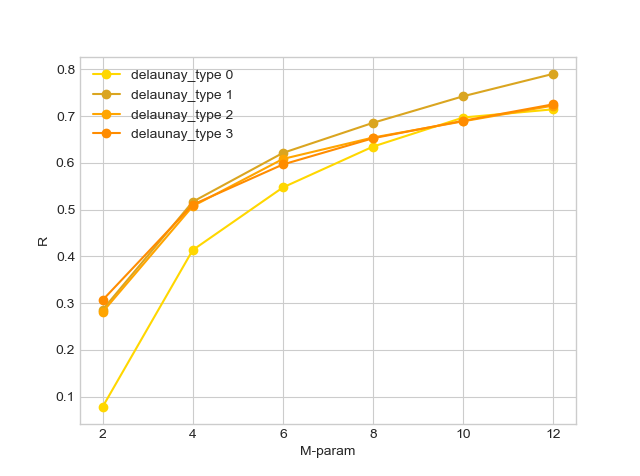 0.8
0.7
0.6
0.5
0.4
0.3
0.2
0.1
R
delaunay_type 0
delaunay_type 1
delaunay_type 2
delaunay_type 3
2 4 6 8 10 12
M-param